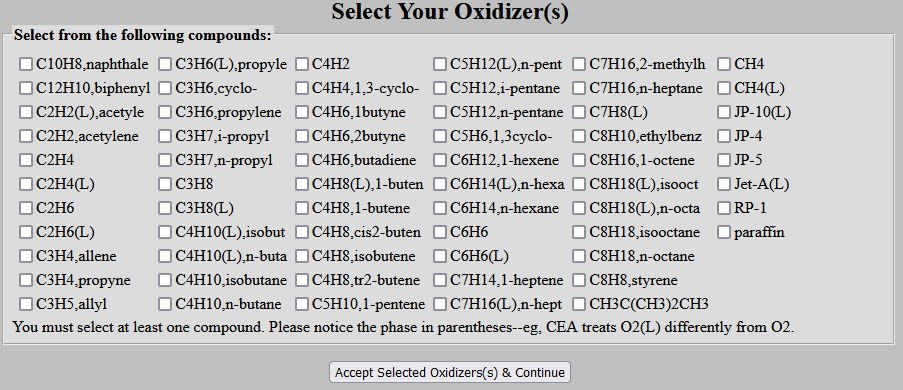 Select Your Oxidizer(s)
Select from the following compounds:
C10H8,naphthale C3H6(L),propyle C4H2 C5H12(L),n-pent C7H16,2-methylh CH4
C12H10,biphenyl C3H6,cyclo- C4H4,1,3-cyclo- C5H12,i-pentane C7H16,n-heptane CH4(L)
C2H2(L),acetyle C3H6,propylene C4H6,1butyne C5H12,n-pentane C7H8(L) JP-10(L)
C2H2,acetylene C3H7,i-propyl C4H6,2butyne C5H6,1,3cyclo- C8H10,ethylbenz JP-4
C2H4 C3H7,n-propyl C4H6,butadiene C6H12,1-hexene C8H16,1-octene JP-5
C2H4(L) C3H8 C4H8(L),1-buten C6H14(L),n-hexa C8H18(L),isooct Jet-A(L)
C2H6 C3H8(L) C4H8,1-butene C6H14,n-hexane C8H18(L),n-octa RP-1
C2H6(L) C4H10(L),isobut C4H8,cis2-buten C6H6 C8H18,isooctane paraffin
C3H4,allene C4H10(L),n-buta C4H8,isobutene C6H6(L) C8H18,n-octane
C3H4,propyne C4H10,isobutane C4H8,tr2-butene C7H14,1-heptene C8H8,styrene
C3H5,allyl C4H10,n-butane C5H10,1-pentene C7H16(L),n-hept CH3C(CH3)2CH3
You must select at least one compound. Please notice the phase in parentheses--eg, CEA treats O2(L) differently from O2.
Accept Selected Oxidizers(s) & Continue